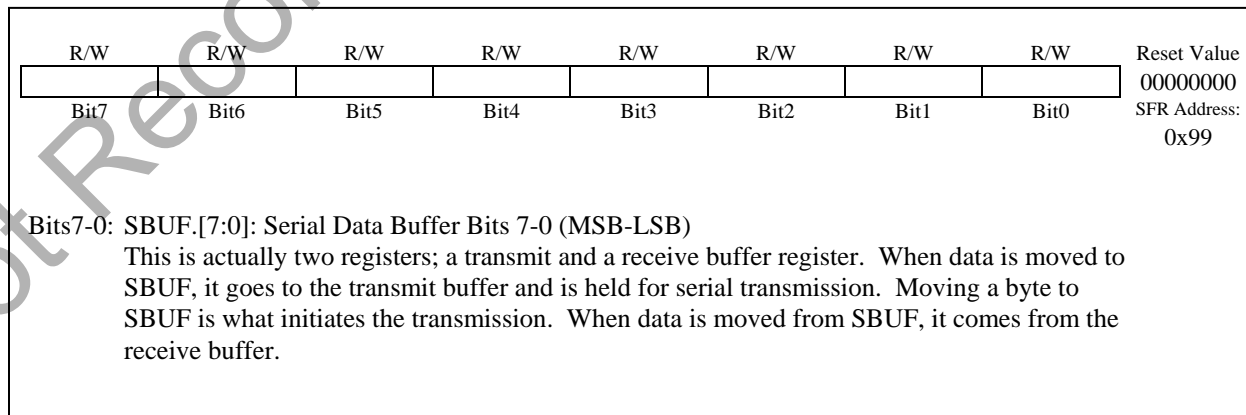 R/W R/W R/W R/W R/W R/W R/W R/W Reset Value
00000000
Bit7 Bit6 Bit5 Bit4 Bit3 Bit2 Bit1 Bit0 SFR Address:
0x99
Bits7-0: SBUF.[7:0]: Serial Data Buffer Bits 7-0 (MSB-LSB)
This is actually two registers; a transmit and a receive buffer register. When data is moved to
SBUF, it goes to the transmit buffer and is held for serial transmission. Moving a byte to
SBUF is what initiates the transmission. When data is moved from SBUF, it comes from the
receive buffer.